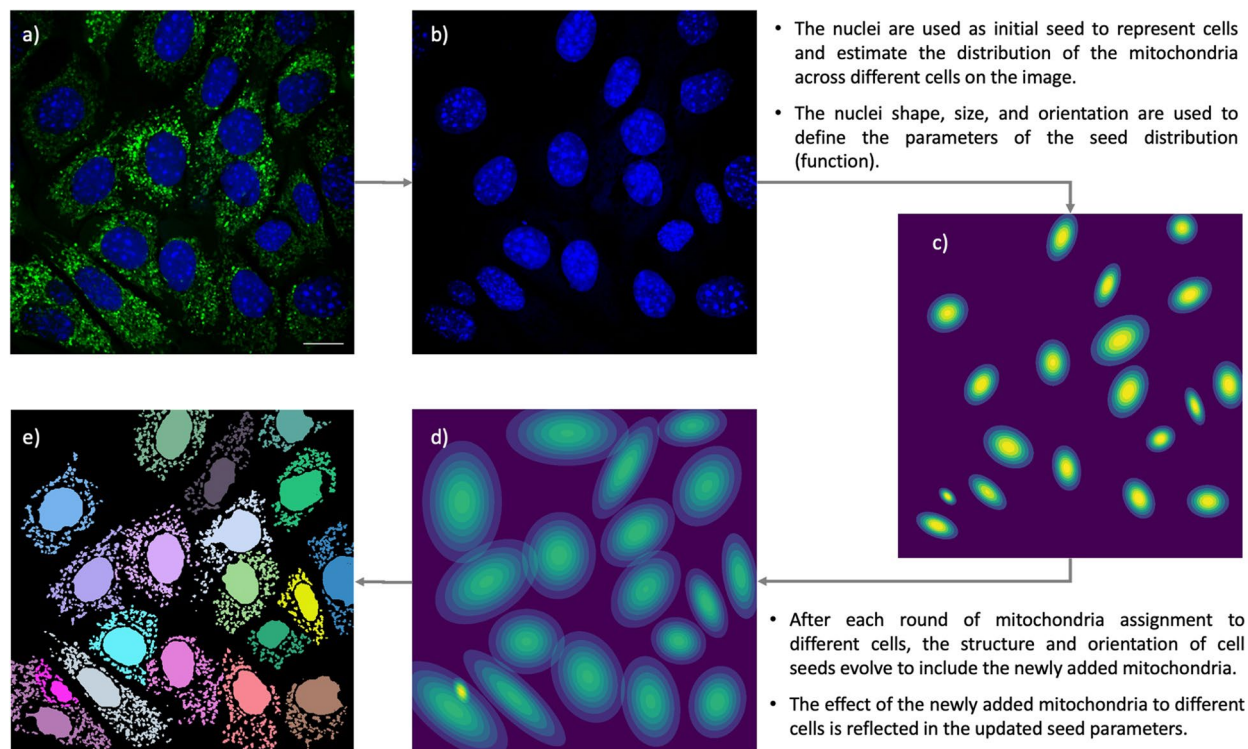 a)
b)
• The nuclei are used as initial seed to represent cells
and estimate the distribution of the mitochondria
across different cells on the image.
• The nuclei shape, size, and orientation are used to
define the parameters of the seed distribution
(function).
c)
e)
d)
• After each round of mitochondria assignment to
different cells, the structure and orientation of cell
seeds evolve to include the newly added mitochondria.
• The effect of the newly added mitochondria to different
cells is reflected in the updated seed parameters.